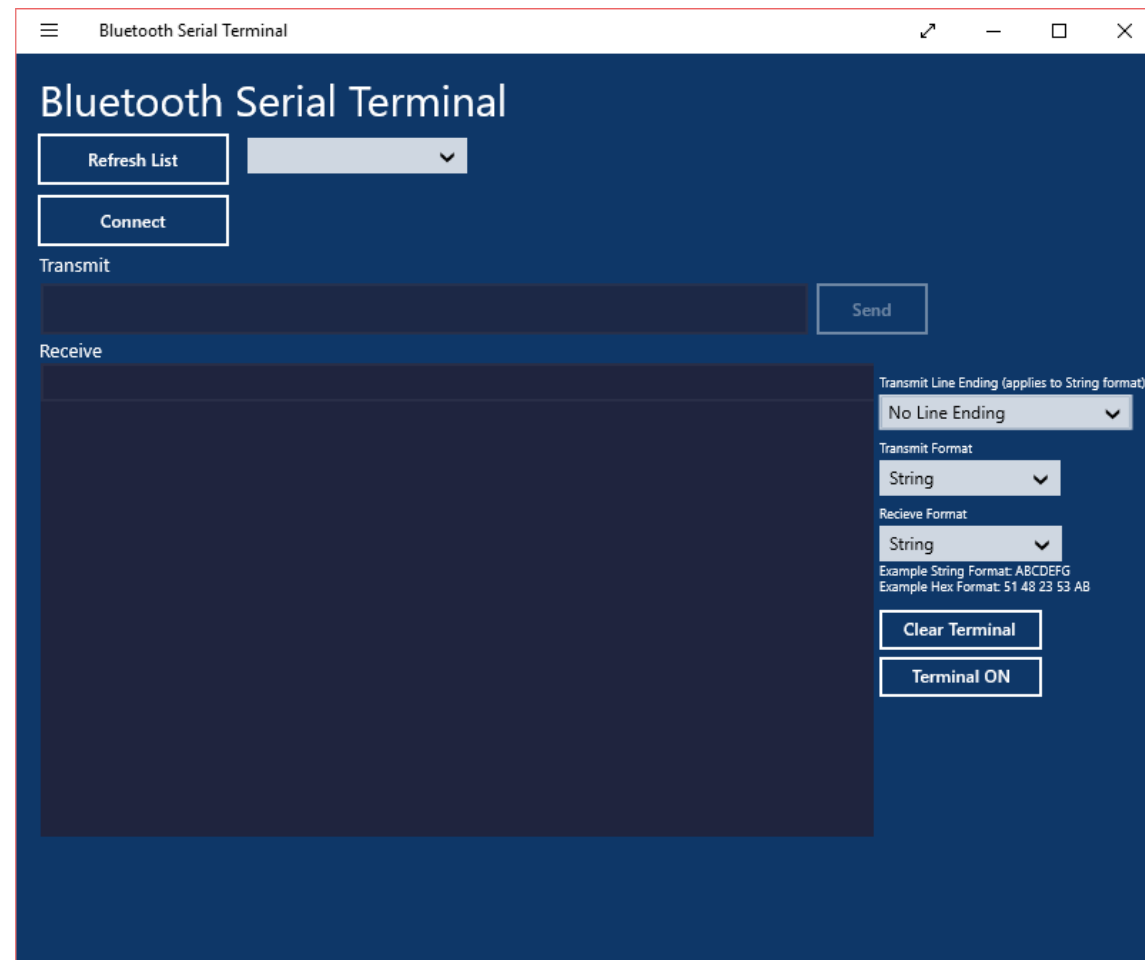 Bluetooth Serial Terminal
Bluetooth Serial Terminal
Refresh List
Connect
Transmit
Send
Receive
Transmit Line Ending (applies to String format)
No Line Ending
Transmit Format
String
Recieve Format
String
Example String Format: ABCDEFG
Example Hex Format: 51 48 23 53 AB
Clear Terminal
Terminal ON